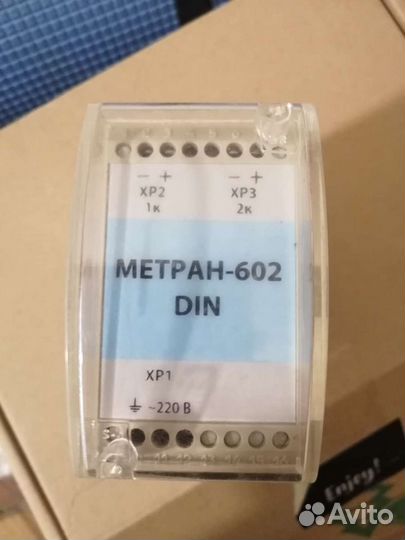 − + − +
XP2 XP3
1к 2к
МЕТРАН-602
DIN
XP1
~220 В
Enjoy!
Avito